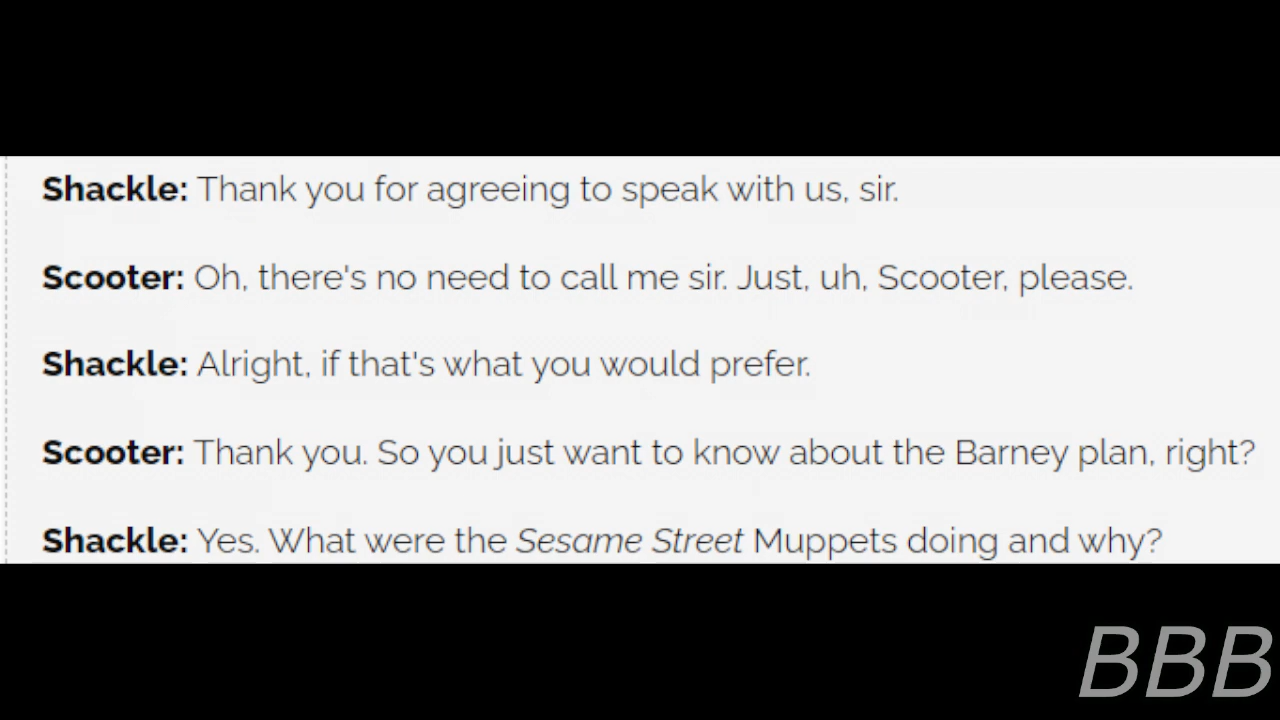 Shackle: Thank you for agreeing to speak with us, sir.
Scooter: Oh, there's no need to call me sir. Just, uh, Scooter, please.
Shackle: Alright, if that's what you would prefer.
Scooter: Thank you. So you just want to know about the Barney plan, right?
Shackle: Yes. What were the Sesame Street Muppets doing and why?
BBB